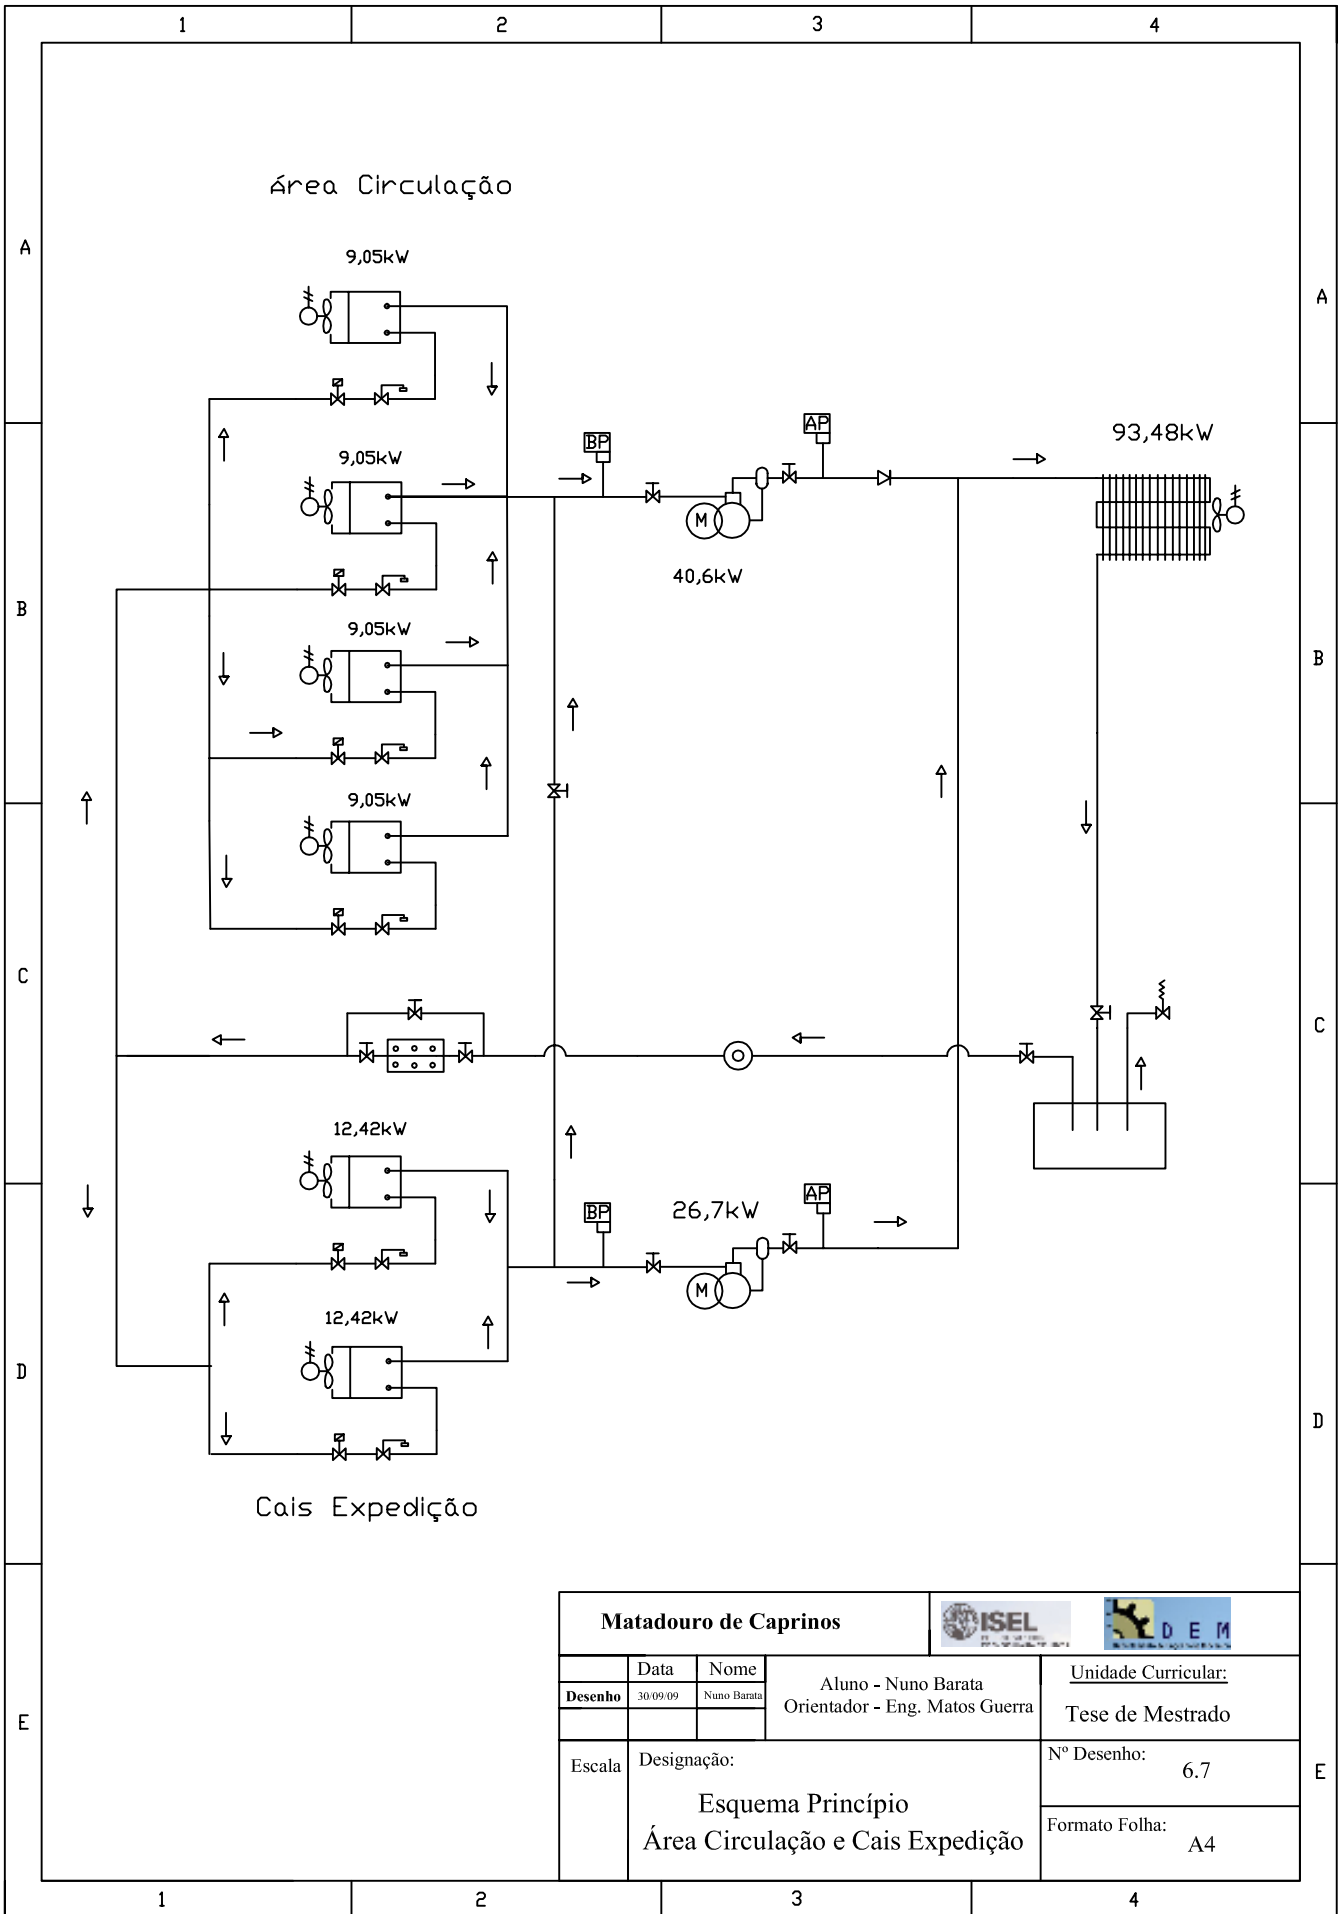 1 2 3 4
Área Circulação
A
9,05kW
A
AP
BP
93,48kW
9,05kW
M
40,6kW
B
9,05kW
B
9,05kW
C
C
12,42kW
AP
BP
26,7kW
M
12,42kW
D
D
Cais Expedição
Matadouro de Caprinos
ISEL
DEM
Data Nome
Desenho 30/09/09 Nuno Barata
Aluno - Nuno Barata
Orientador - Eng. Matos Guerra
Unidade Curricular:
Tese de Mestrado
E
Escala
Designação:
Esquema Princípio
Área Circulação e Cais Expedição
Nº Desenho:
6.7
E
Formato Folha:
A4
1 2 3 4